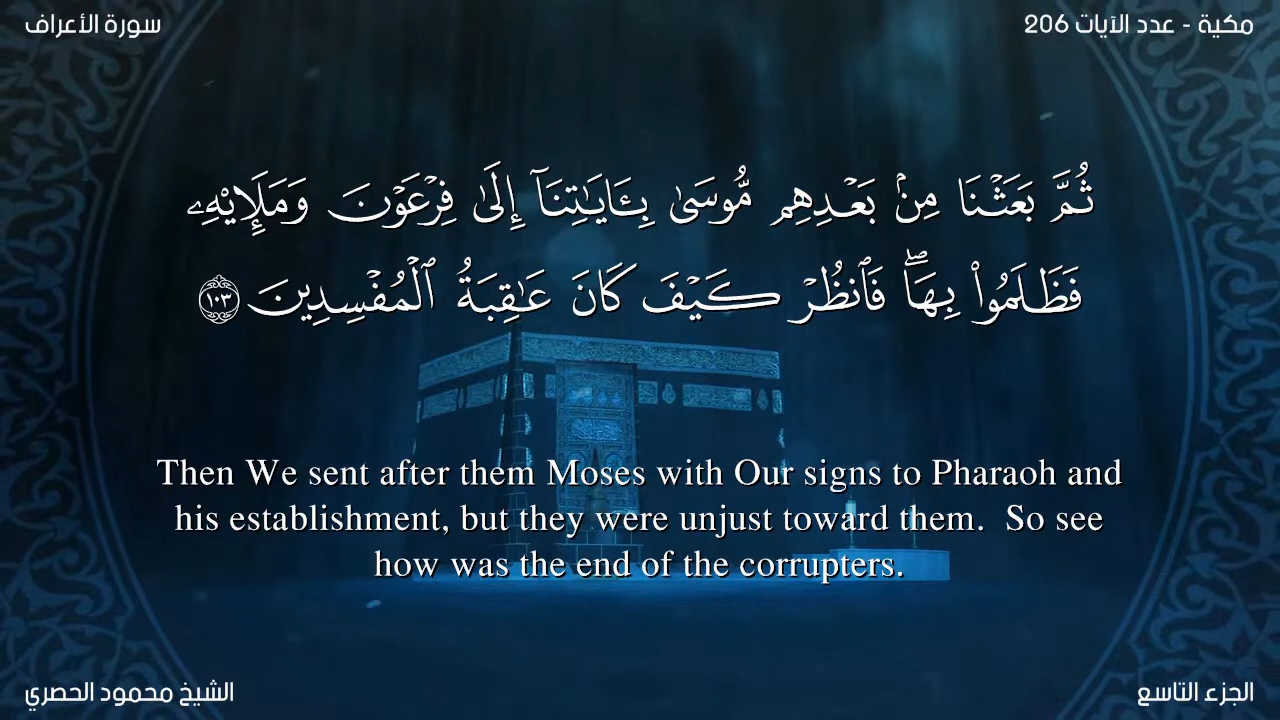 مكية - عدد الآيات 206
سورة الأعراف
ثُمَّ بَعَثْنَا مِنۢ بَعْدِهِم مُّوسَىٰ بِـَٔايَـٰتِنَآ إِلَىٰ فِرْعَوْنَ وَمَلَإِي۟هِۦ
فَظَلَمُوا۟ بِهَا ۖ فَٱنظُرْ كَيْفَ كَانَ عَـٰقِبَةُ ٱلْمُفْسِدِينَ ١٠٣
Then We sent after them Moses with Our signs to Pharaoh and
his establishment, but they were unjust toward them.  So see
how was the end of the corrupters.
الجزء التاسع
الشيخ محمود الحصري